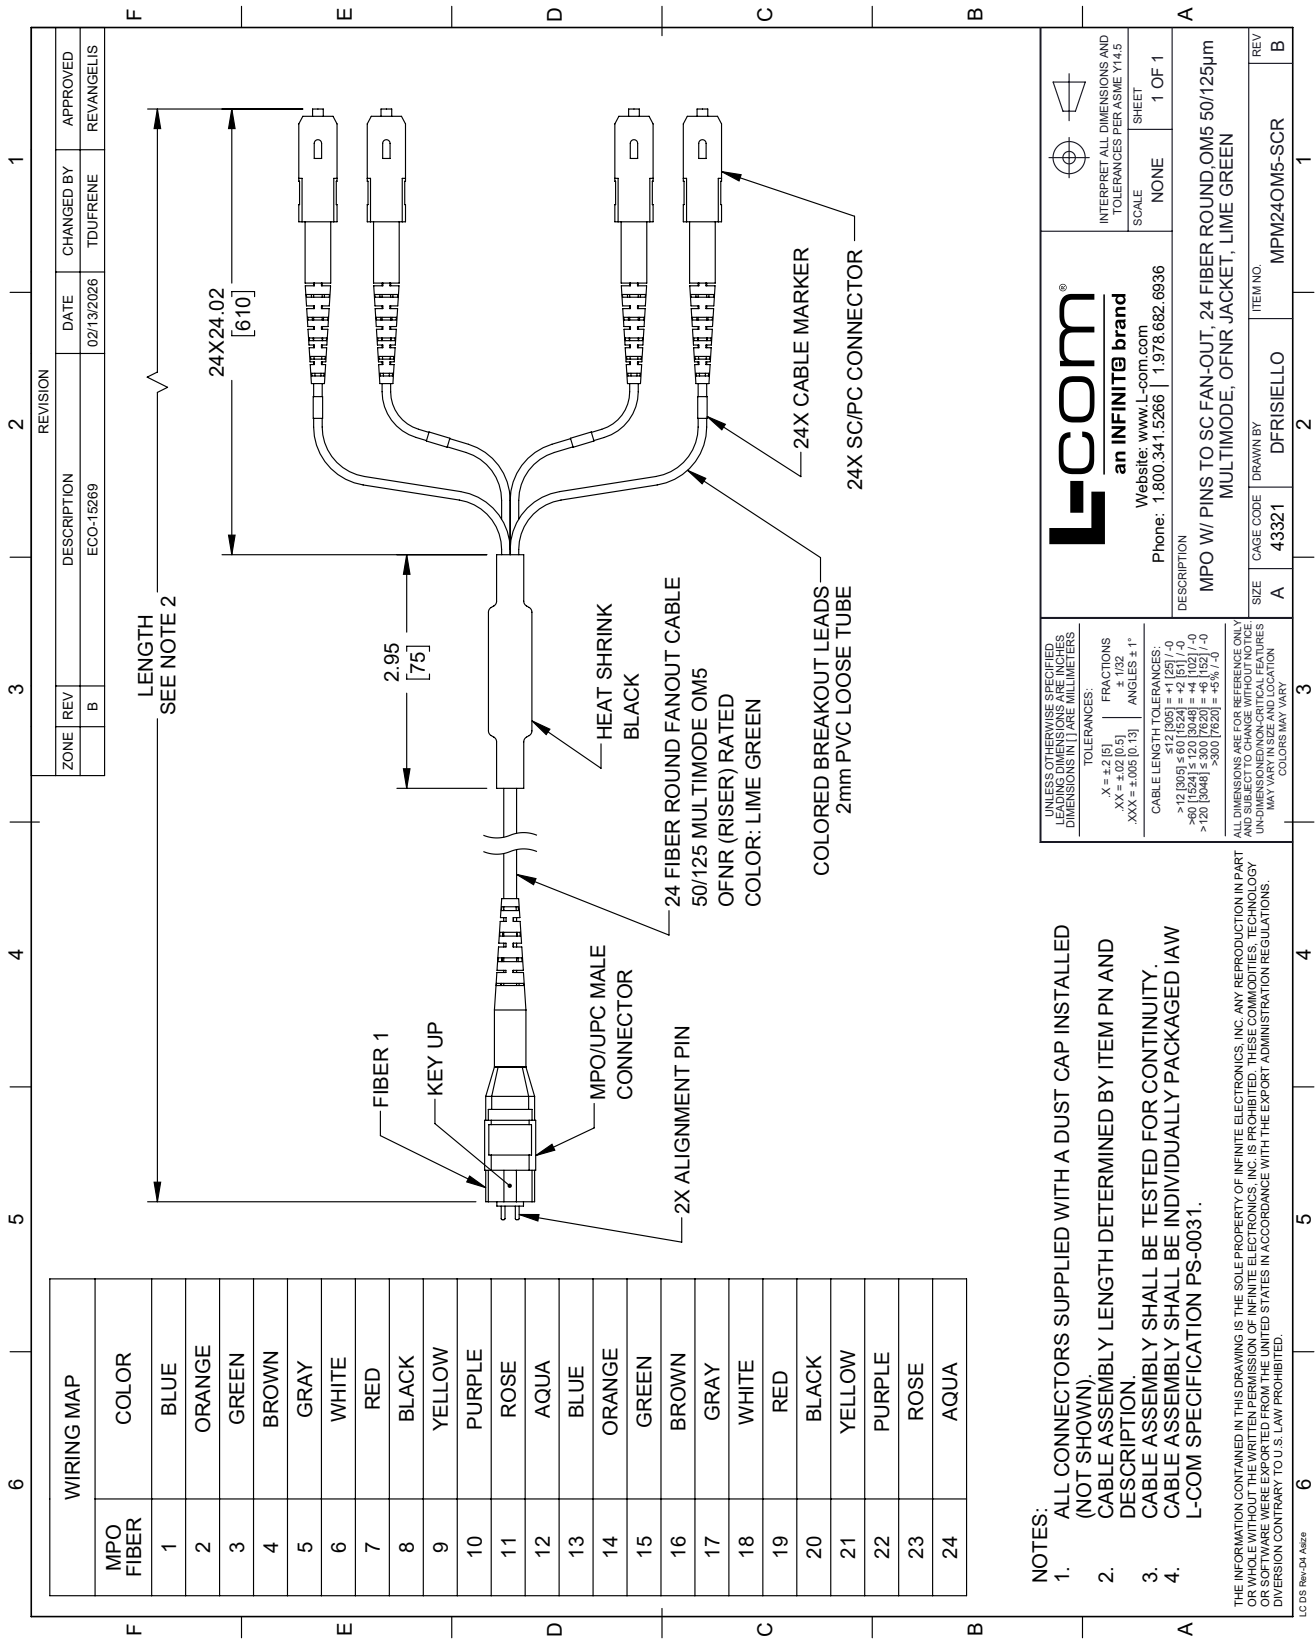 6
5
4
3
2
1
F
E
D
C
B
A
REVISION
ZONE
REV
DESCRIPTION
DATE
CHANGED BY
APPROVED
B
ECO-15269
02/13/2026
TDUFRENE
REVANGELIS
WIRING MAP
MPO
FIBER
COLOR
1 BLUE
2 ORANGE
3 GREEN
4 BROWN
5 GRAY
6 WHITE
7 RED
8 BLACK
9 YELLOW
10 PURPLE
11 ROSE
12 AQUA
13 BLUE
14 ORANGE
15 GREEN
16 BROWN
17 GRAY
18 WHITE
19 RED
20 BLACK
21 YELLOW
22 PURPLE
23 ROSE
24 AQUA
LENGTH
SEE NOTE 2
24X24.02
[610]
2.95
[75]
FIBER 1
KEY UP
MPO/UPC MALE
CONNECTOR
2X ALIGNMENT PIN
HEAT SHRINK
BLACK
24 FIBER ROUND FANOUT CABLE
50/125 MULTIMODE OM5
OFNR (RISER) RATED
COLOR: LIME GREEN
COLORED BREAKOUT LEADS
2mm PVC LOOSE TUBE
24X CABLE MARKER
24X SC/PC CONNECTOR
NOTES:
1. ALL CONNECTORS SUPPLIED WITH A DUST CAP INSTALLED
(NOT SHOWN).
2. CABLE ASSEMBLY LENGTH DETERMINED BY ITEM PN AND
DESCRIPTION.
3. CABLE ASSEMBLY SHALL BE TESTED FOR CONTINUITY.
4. CABLE ASSEMBLY SHALL BE INDIVIDUALLY PACKAGED IAW
L-COM SPECIFICATION PS-0031.
THE INFORMATION CONTAINED IN THIS DRAWING IS THE SOLE PROPERTY OF INFINITE ELECTRONICS, INC. ANY REPRODUCTION IN PART
OR WHOLE WITHOUT THE WRITTEN PERMISSION OF INFINITE ELECTRONICS, INC. IS PROHIBITED. THESE COMMODITIES, TECHNOLOGY
OR SOFTWARE WERE EXPORTED FROM THE UNITED STATES IN ACCORDANCE WITH THE EXPORT ADMINISTRATION REGULATIONS.
DIVERSION CONTRARY TO U.S. LAW PROHIBITED.
UNLESS OTHERWISE SPECIFIED
LEADING DIMENSIONS ARE INCHES
DIMENSIONS IN [ ] ARE MILLIMETERS
TOLERANCES:
.X = ±.2 [5]
.XX = ±.02 [0.5]
.XXX = ±.005 [0.13]
FRACTIONS
± 1/32
ANGLES ± 1°
CABLE LENGTH TOLERANCES:
≤12 [305] = +1 [25] / -0
>12 [305] ≤ 60 [1524] = +2 [51] / -0
>60 [1524] ≤ 120 [3048] = +4 [102] / -0
>120 [3048] ≤ 300 [7620] = +6 [152] / -0
>300 [7620] = +5% / -0
ALL DIMENSIONS ARE FOR REFERENCE ONLY
AND SUBJECT TO CHANGE WITHOUT NOTICE.
UN-DIMENSIONED/NON-CRITICAL FEATURES
MAY VARY IN SIZE AND LOCATION
COLORS MAY VARY
L-com®
an INFINITE brand
Website: www.L-com.com
Phone: 1.800.341.5266 | 1.978.682.6936
INTERPRET ALL DIMENSIONS AND
TOLERANCES PER ASME Y14.5
SCALE
NONE
SHEET
1 OF 1
DESCRIPTION
MPO W/ PINS TO SC FAN-OUT, 24 FIBER ROUND,OM5 50/125µm
MULTIMODE, OFNR JACKET, LIME GREEN
SIZE
A
CAGE CODE
43321
DRAWN BY
DFRISIELLO
ITEM NO.
MPM24OM5-SCR
REV
B
LC DS Rev-D4 Asize
6
5
4
3
2
1
F
E
D
C
B
A